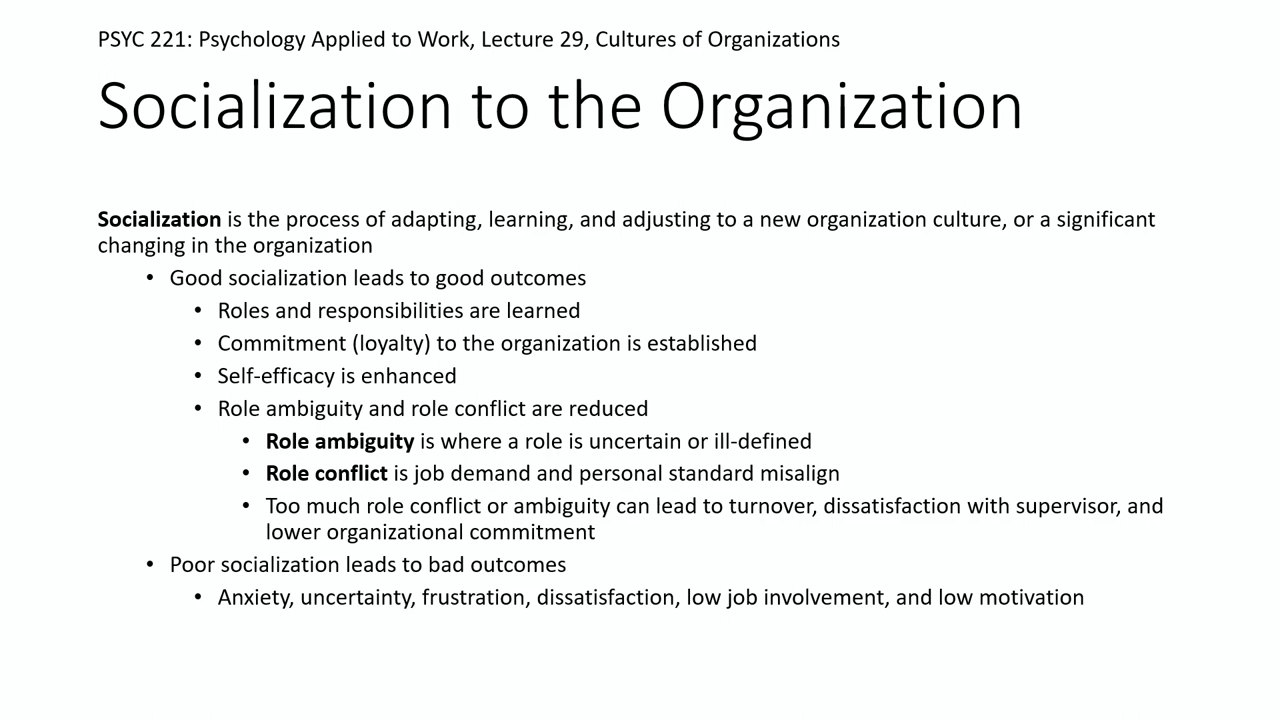 PSYC 221: Psychology Applied to Work, Lecture 29, Cultures of Organizations
Socialization to the Organization
Socialization is the process of adapting, learning, and adjusting to a new organization culture, or a significant
changing in the organization
• Good socialization leads to good outcomes
• Roles and responsibilities are learned
• Commitment (loyalty) to the organization is established
• Self-efficacy is enhanced
• Role ambiguity and role conflict are reduced
• Role ambiguity is where a role is uncertain or ill-defined
• Role conflict is job demand and personal standard misalign
• Too much role conflict or ambiguity can lead to turnover, dissatisfaction with supervisor, and
lower organizational commitment
• Poor socialization leads to bad outcomes
• Anxiety, uncertainty, frustration, dissatisfaction, low job involvement, and low motivation